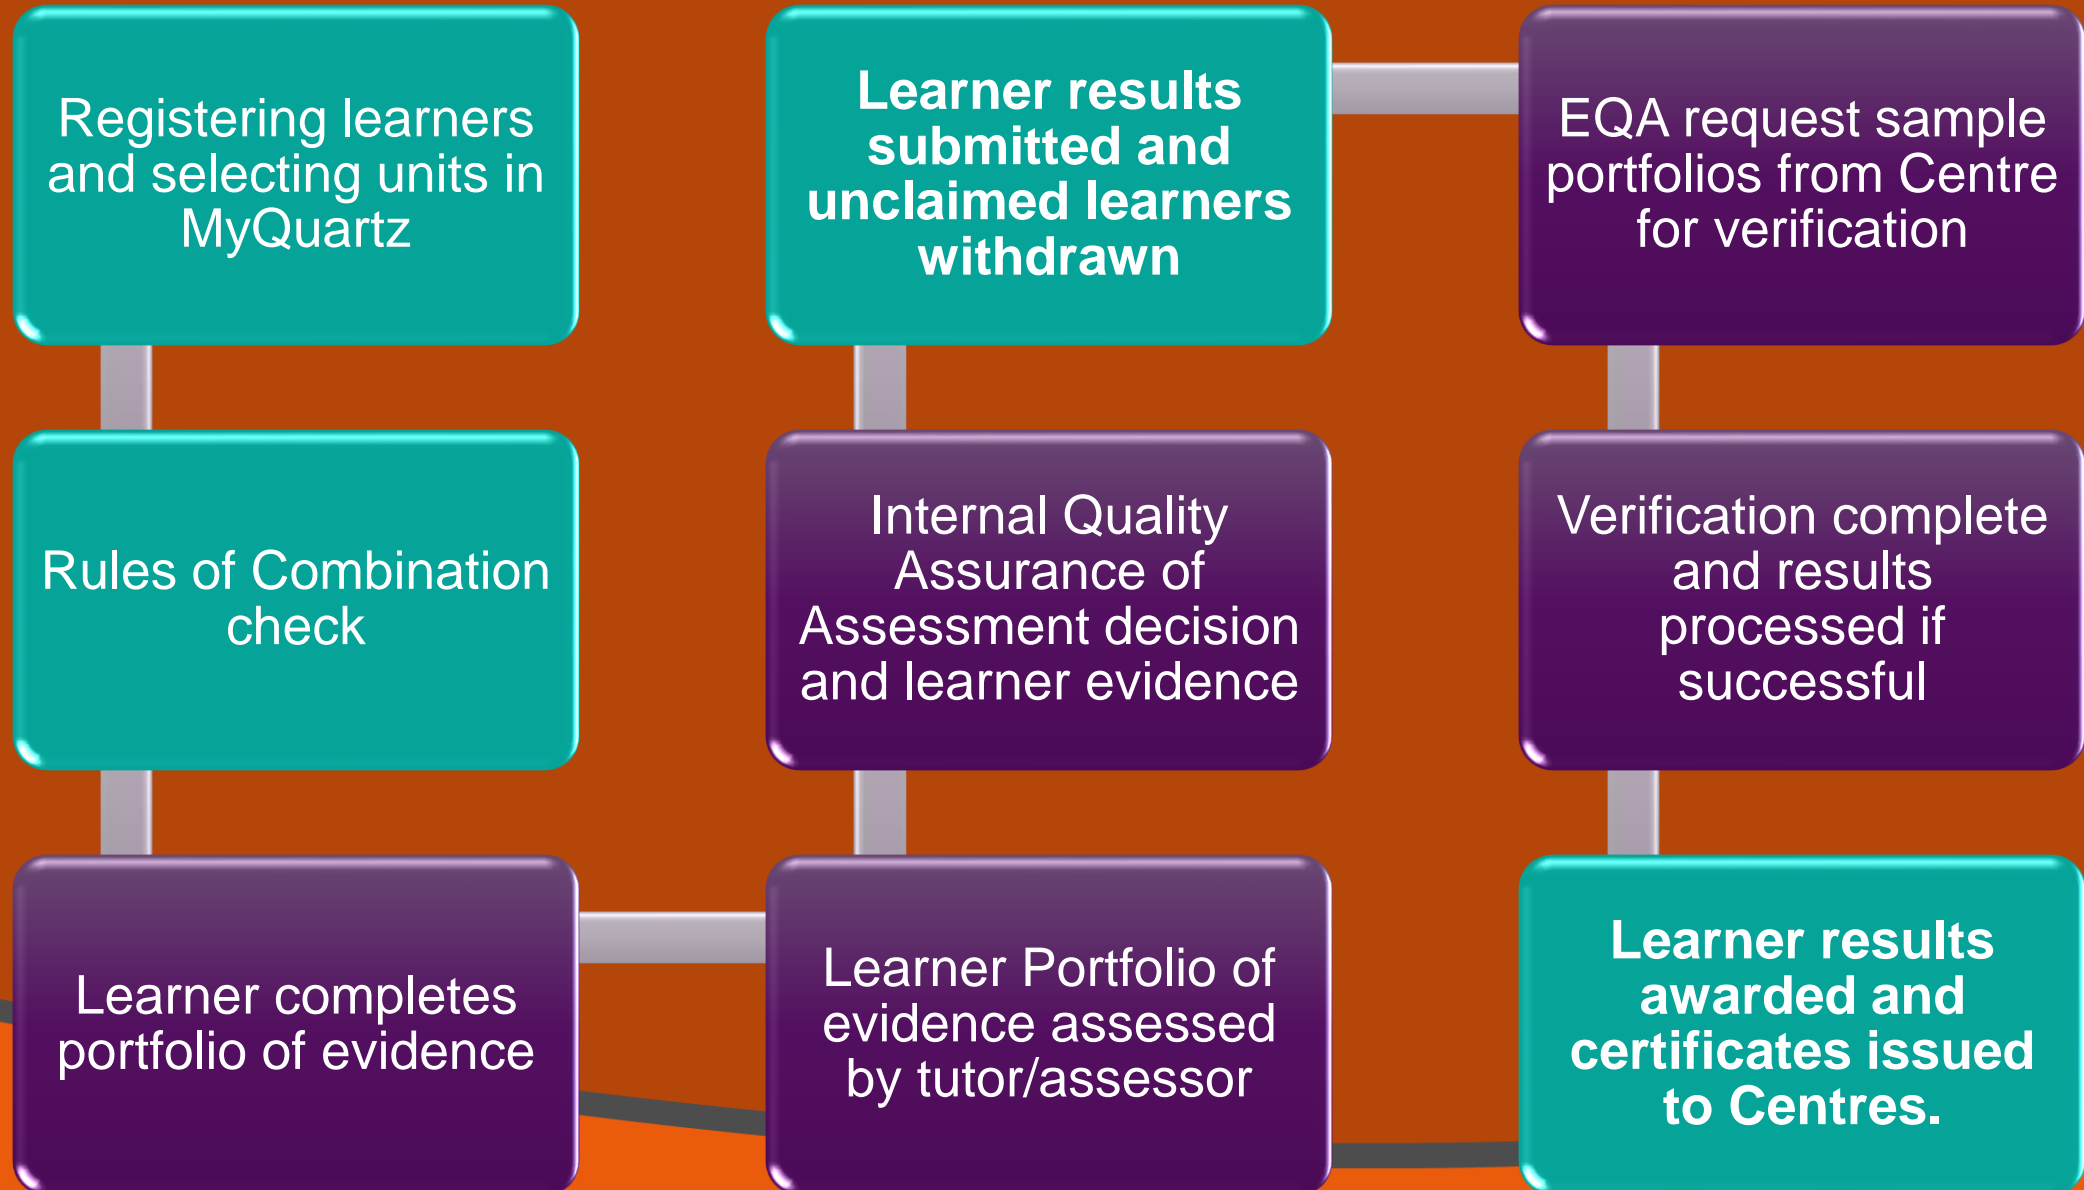 Registering learners
and selecting units in
MyQuartz
Rules of Combination
check
Learner completes
portfolio of evidence
Learner Portfolio of
evidence assessed
by tutor/assessor
Internal Quality
Assurance of
Assessment decision
and learner evidence
Learner results
submitted and
unclaimed learners
withdrawn
EQA request sample
portfolios from Centre
for verification
Verification complete
and results
processed if
successful
Learner results
awarded and
certificates issued
to Centres.